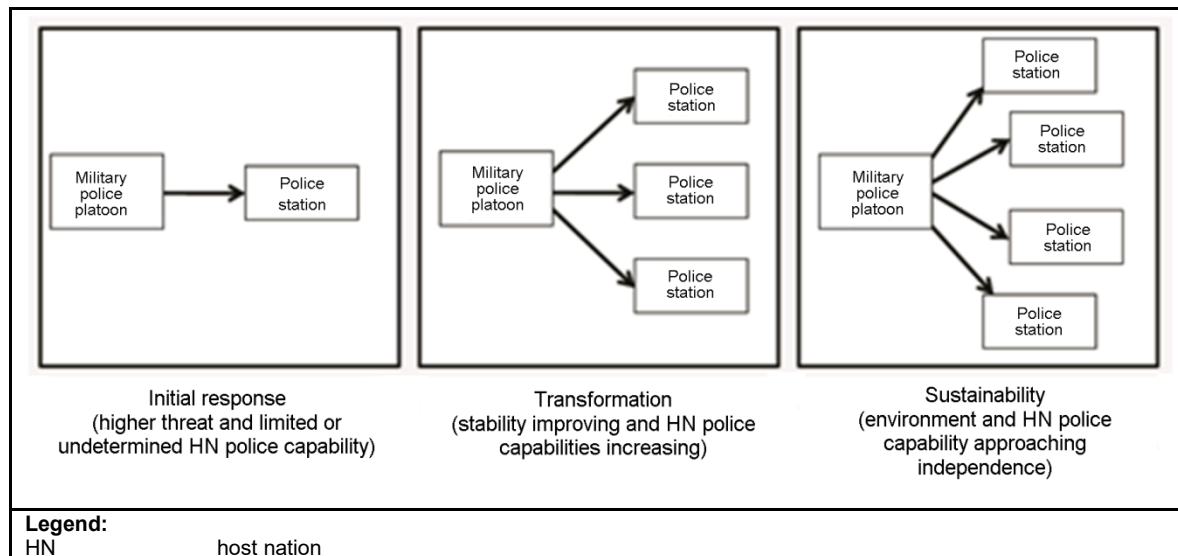 Military
police
platoon
Police
station
Military
police
platoon
Police
station
Police
station
Police
station
Military
police
platoon
Police
station
Police
station
Police
station
Police
station
Initial response
(higher threat and limited or
undetermined HN police capability)
Transformation
(stability improving and HN police
capabilities increasing)
Sustainability
(environment and HN police
capability approaching
independence)
Legend:
HN host nation